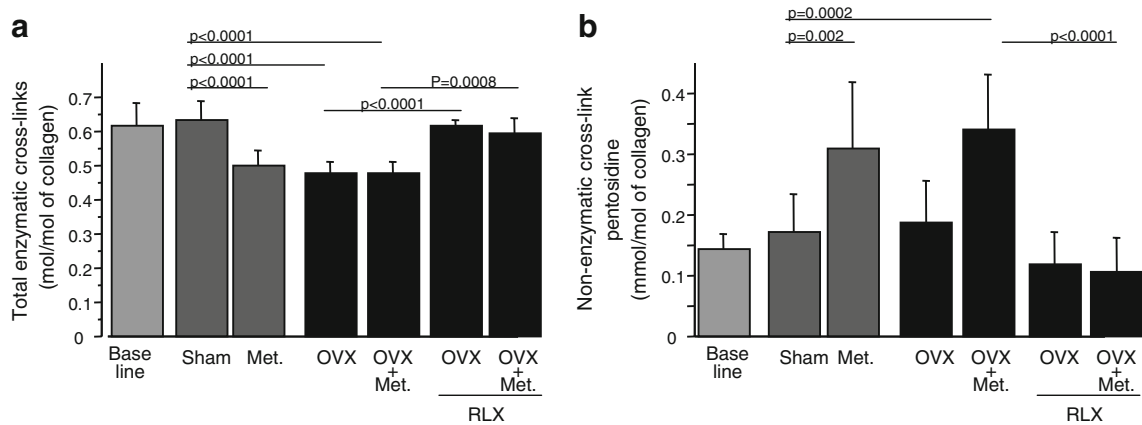 a
p<0.0001
p<0.0001
p<0.0001
P=0.0008
p<0.0001
Total enzymatic cross-links
(mol/mol of collagen)
0.7
0.6
0.5
0.4
0.3
0.2
0.1
0
Base
line
Sham
Met.
OVX
OVX
+
Met.
OVX
OVX
+
Met.
RLX
b
p=0.0002
p=0.002
p<0.0001
Non-enzymatic cross-link
pentosidine
(mmol/mol of collagen)
0.4
0.3
0.2
0.1
0
Base
line
Sham
Met.
OVX
OVX
+
Met.
OVX
OVX
+
Met.
RLX